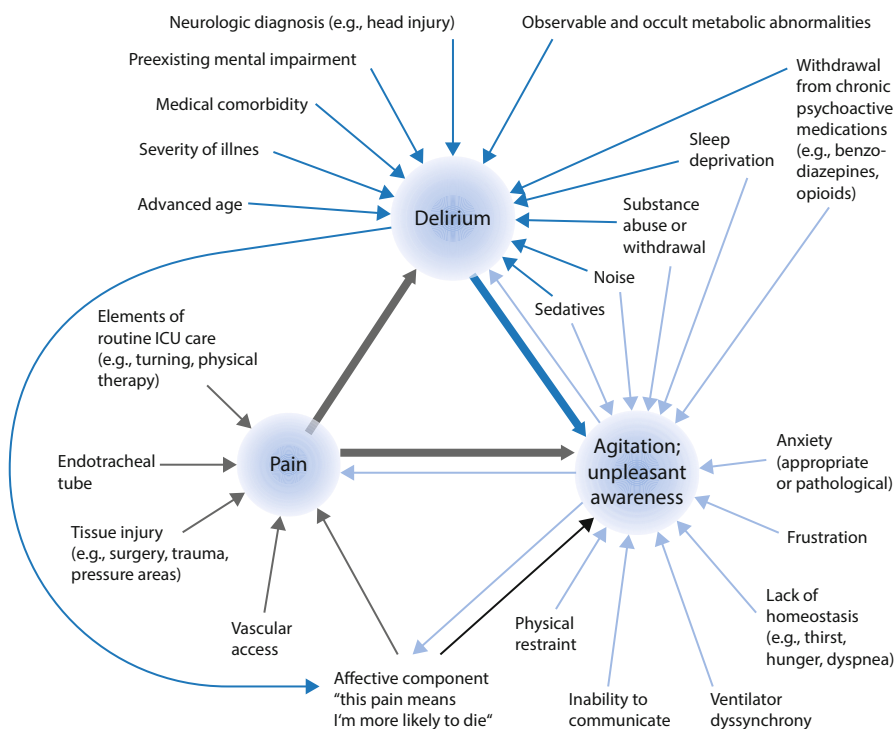 Neurologic diagnosis (e.g., head injury)
Observable and occult metabolic abnormalities
Preexisting mental impairment
Medical comorbidity
Severity of illnes
Advanced age
Withdrawal
from chronic
psychoactive
medications
(e.g., benzo-
diazepines,
opioids)
Sleep
deprivation
Substance
abuse or
withdrawal
Noise
Sedatives
Delirium
Elements of
routine ICU care
(e.g., turning, physical
therapy)
Endotracheal
tube
Tissue injury
(e.g., surgery, trauma,
pressure areas)
Vascular
access
Pain
Agitation;
unpleasant
awareness
Anxiety
(appropriate
or pathological)
Frustration
Lack of
homeostasis
(e.g., thirst,
hunger, dyspnea)
Physical
restraint
Affective component
“this pain means
I‘m more likely to die“
Inability to
communicate
Ventilator
dyssynchrony